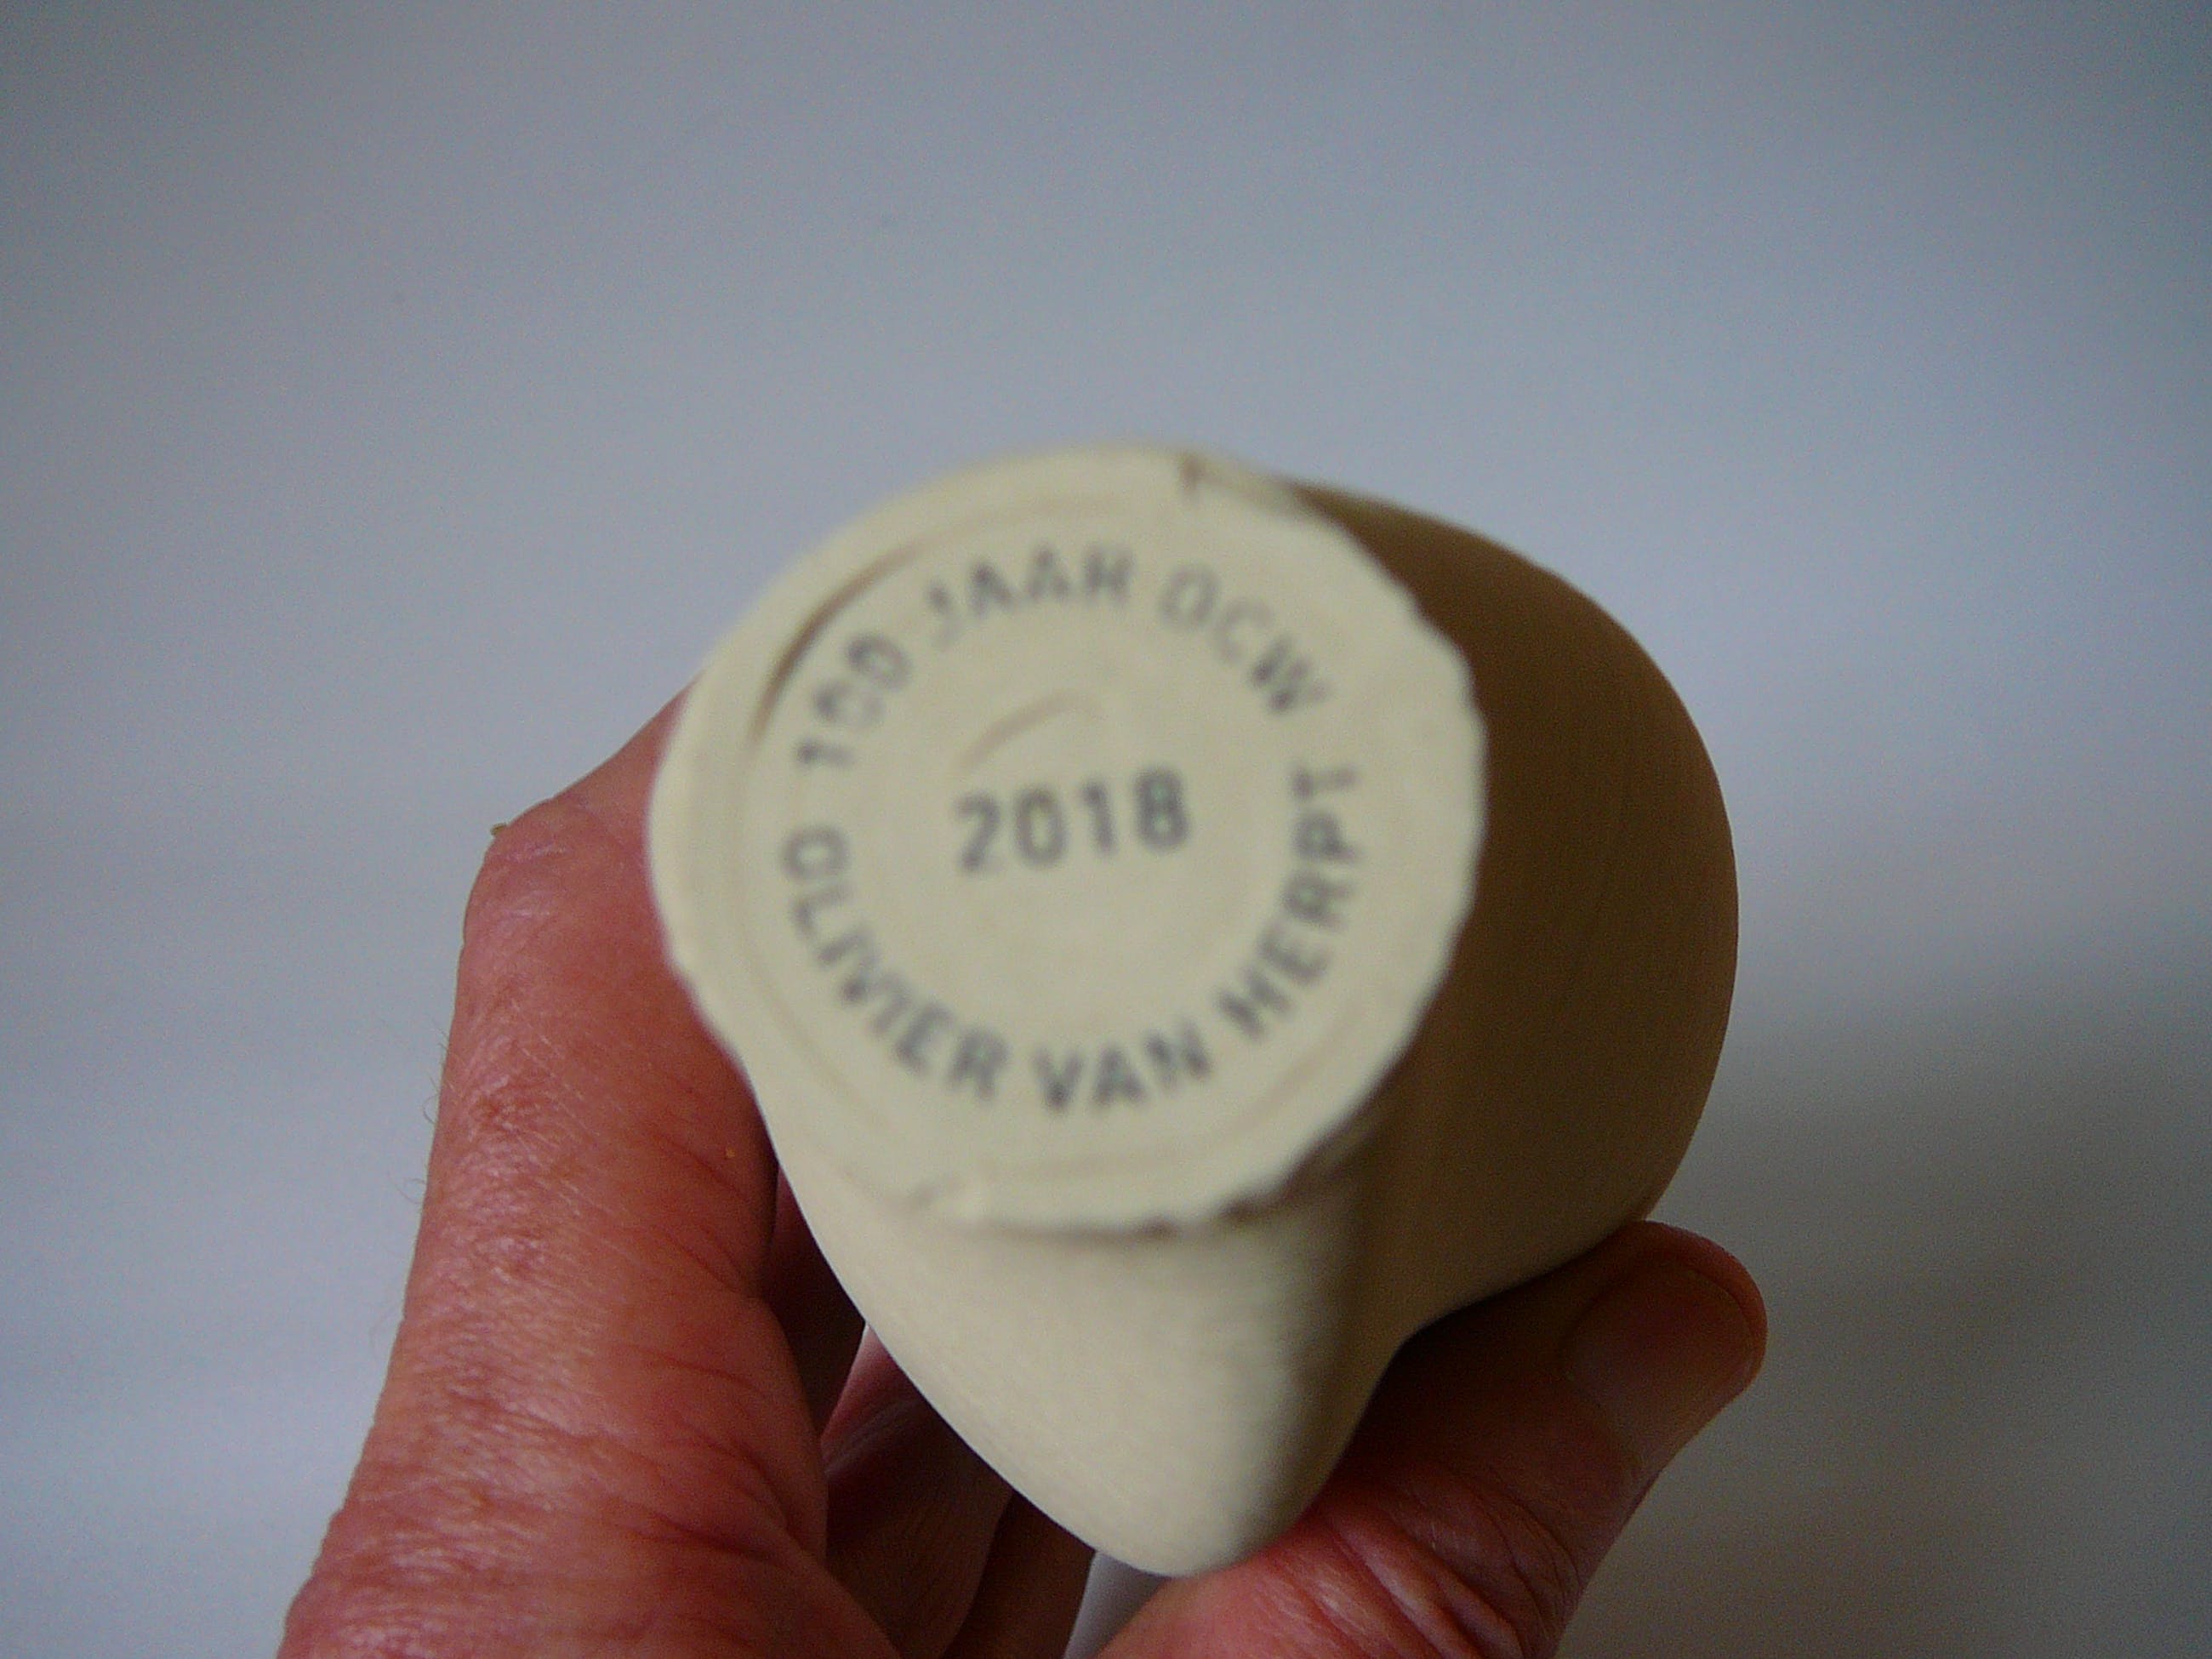 100 JAAR OCW
2018
OLIVIER VAN HERPT